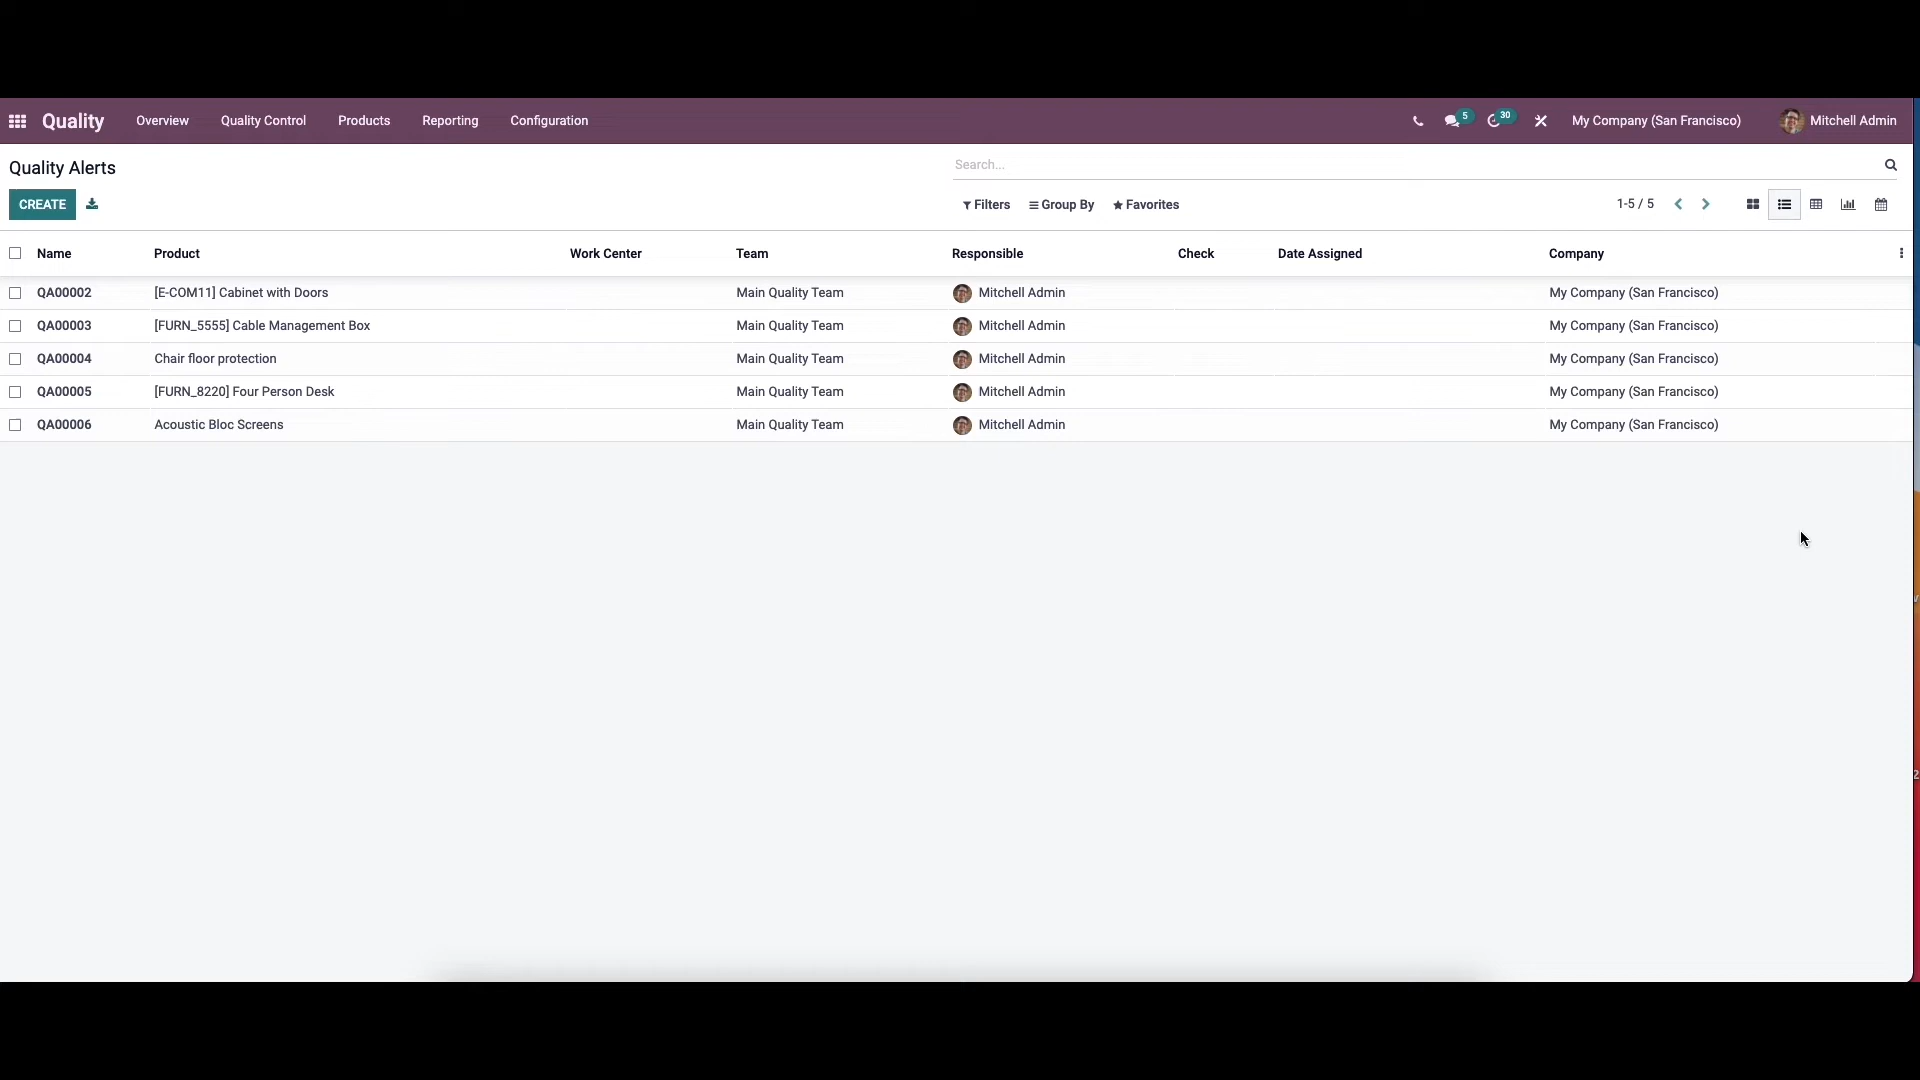 Quality Overview Quality Control Products Reporting Configuration 5 30 My Company (San Francisco) Mitchell Admin
Quality Alerts Search...
CREATE Filters Group By Favorites 1-5 / 5
Name Product Work Center Team Responsible Check Date Assigned Company
QA00002 [E-COM11] Cabinet with Doors Main Quality Team Mitchell Admin My Company (San Francisco)
QA00003 [FURN_5555] Cable Management Box Main Quality Team Mitchell Admin My Company (San Francisco)
QA00004 Chair floor protection Main Quality Team Mitchell Admin My Company (San Francisco)
QA00005 [FURN_8220] Four Person Desk Main Quality Team Mitchell Admin My Company (San Francisco)
QA00006 Acoustic Bloc Screens Main Quality Team Mitchell Admin My Company (San Francisco)